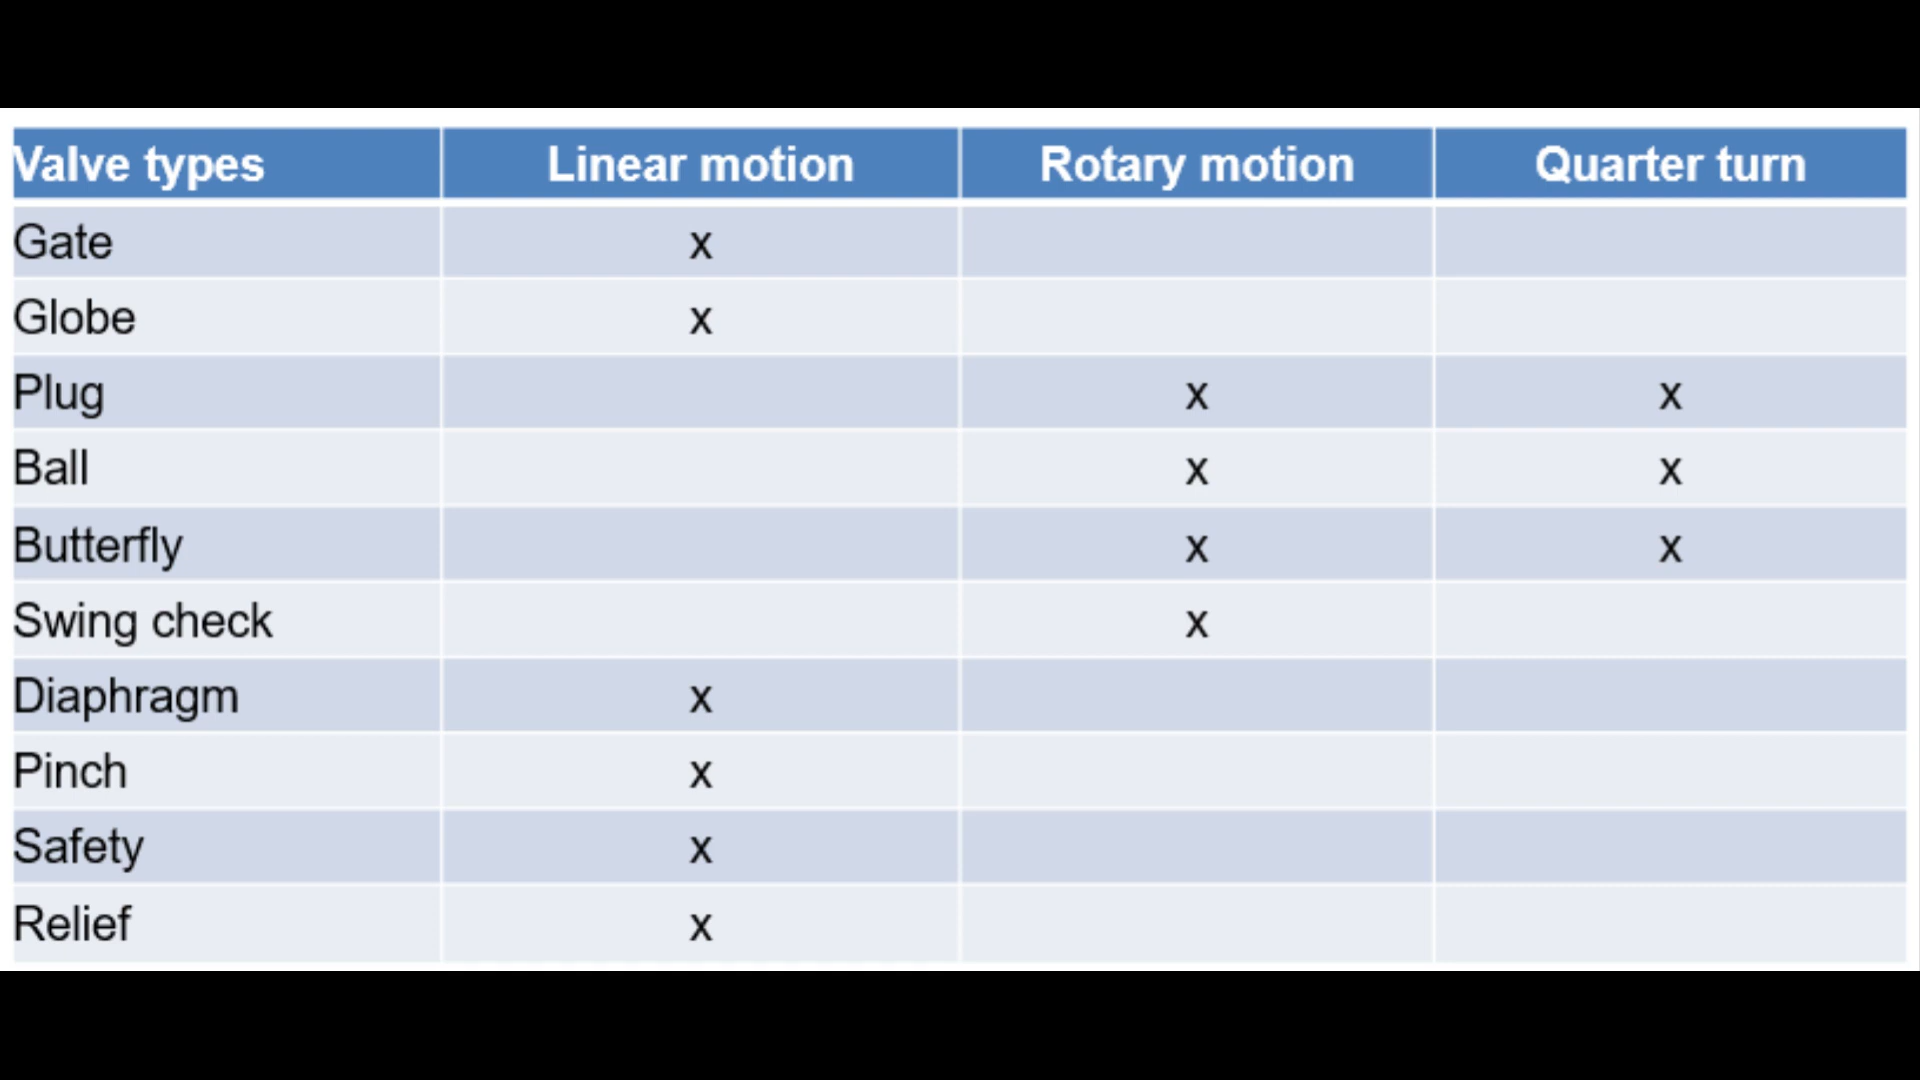 Valve types Linear motion Rotary motion Quarter turn
Gate x
Globe x
Plug x x
Ball x x
Butterfly x x
Swing check x
Diaphragm x
Pinch x
Safety x
Relief x